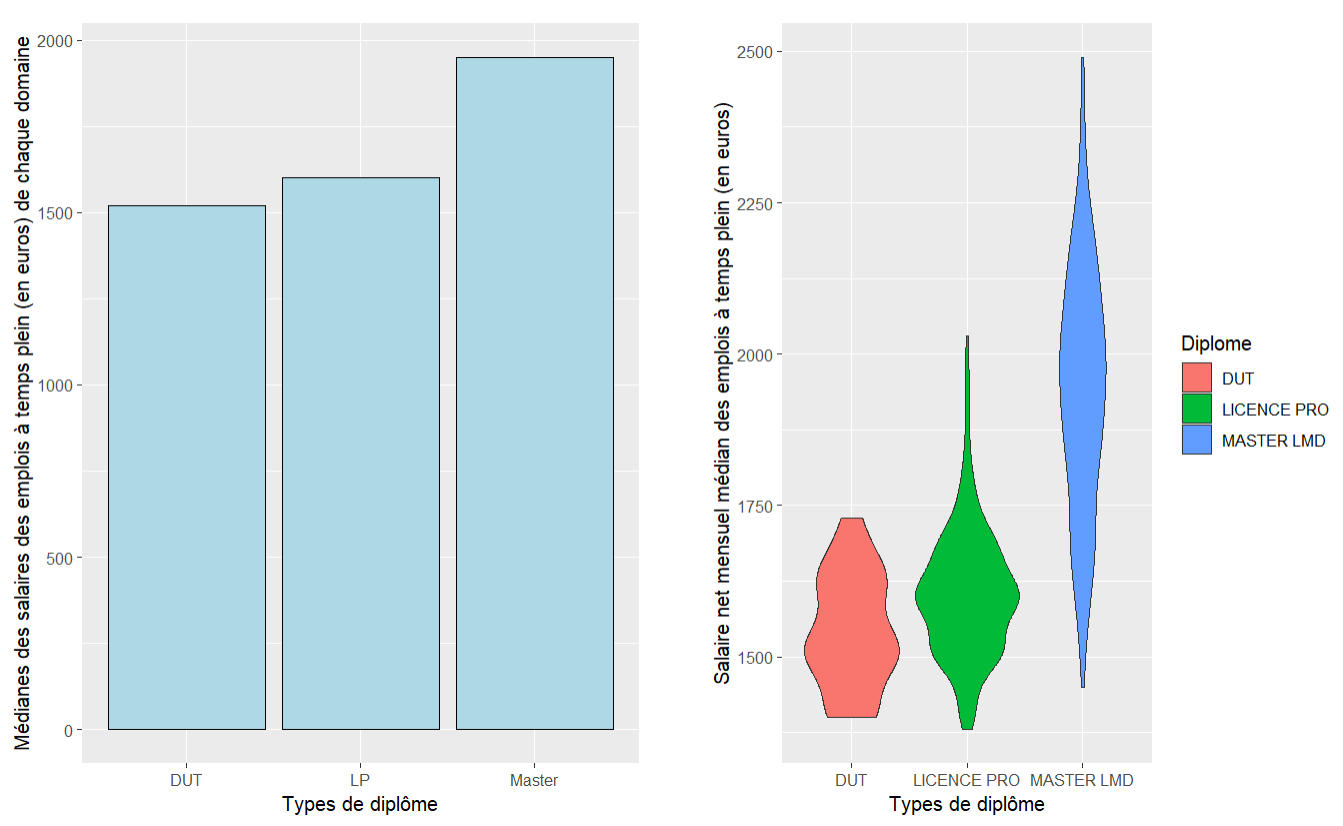 Médianes des salaires des emplois à temps plein (en euros) de chaque domaine
2000
1500
1000
500
0
DUT LP Master
Types de diplôme
Salaire net mensuel médian des emplois à temps plein (en euros)
2500
2250
2000
1750
1500
DUT LICENCE PRO MASTER LMD
Types de diplôme
Diplome
DUT
LICENCE PRO
MASTER LMD